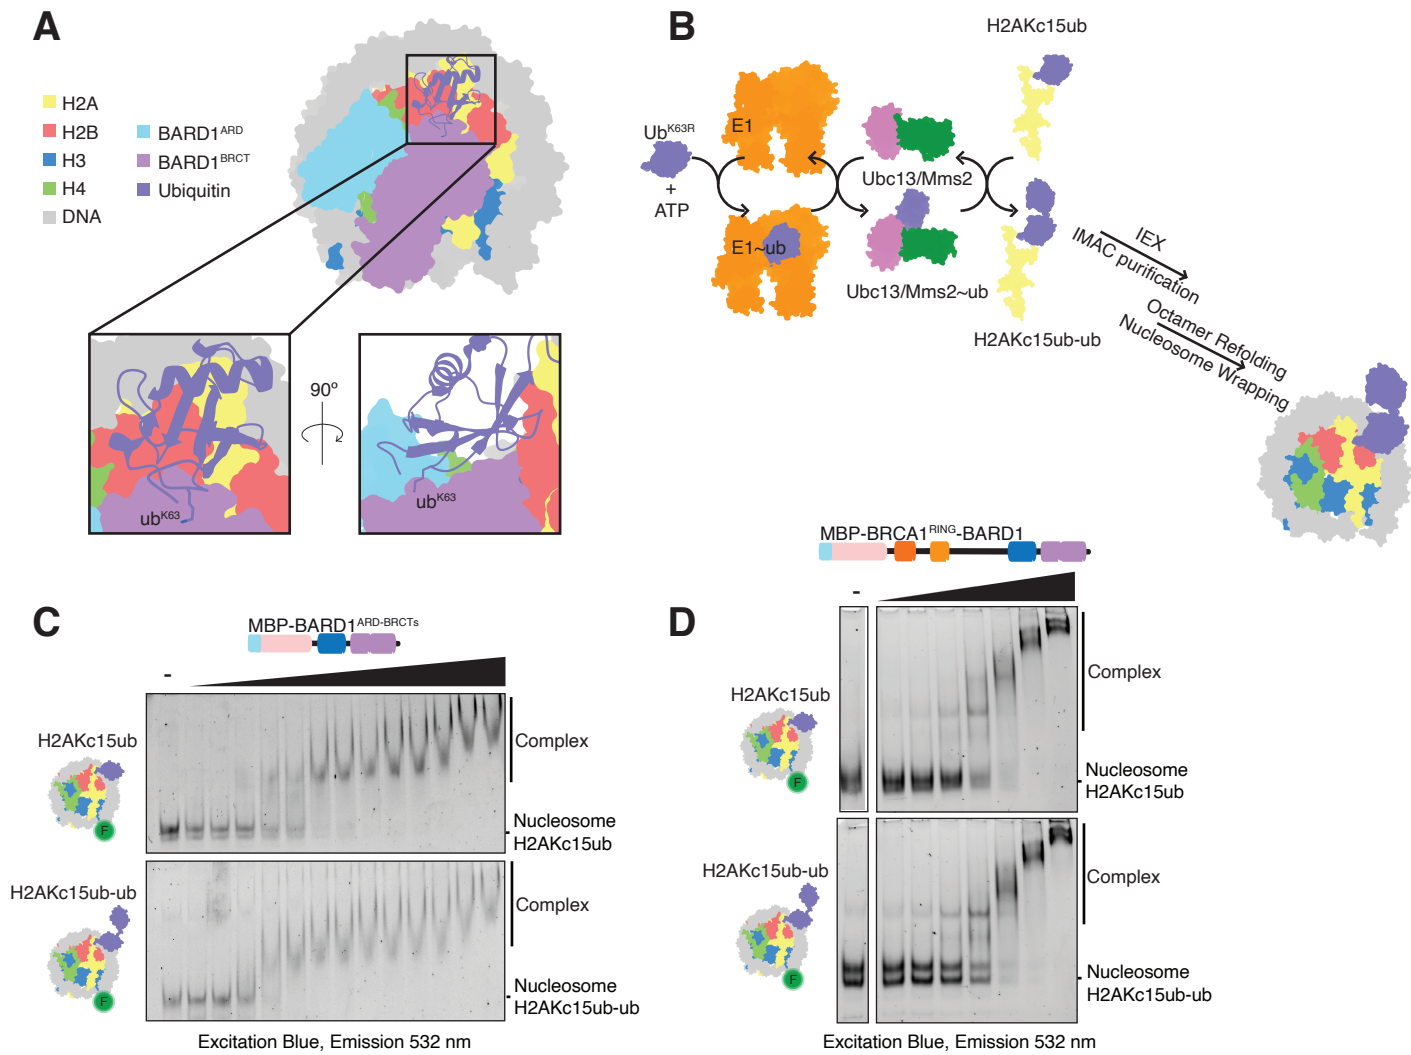 A
H2A
H2B
H3
H4
DNA
BARD1ARD
BARD1BRCT
Ubiquitin
90º
ubK63
ubK63
B
H2AKc15ub
UbK63R
+
ATP
E1
Ubc13/Mms2
E1~ub
Ubc13/Mms2~ub
H2AKc15ub-ub
IEX
IMAC purification
Octamer Refolding
Nucleosome Wrapping
C
MBP-BARD1ARD-BRCTs
-
H2AKc15ub
F
Complex
Nucleosome
H2AKc15ub
H2AKc15ub-ub
F
Complex
Nucleosome
H2AKc15ub-ub
Excitation Blue, Emission 532 nm
D
MBP-BRCA1RING-BARD1
-
H2AKc15ub
F
Complex
Nucleosome
H2AKc15ub
H2AKc15ub-ub
F
Complex
Nucleosome
H2AKc15ub-ub
Excitation Blue, Emission 532 nm